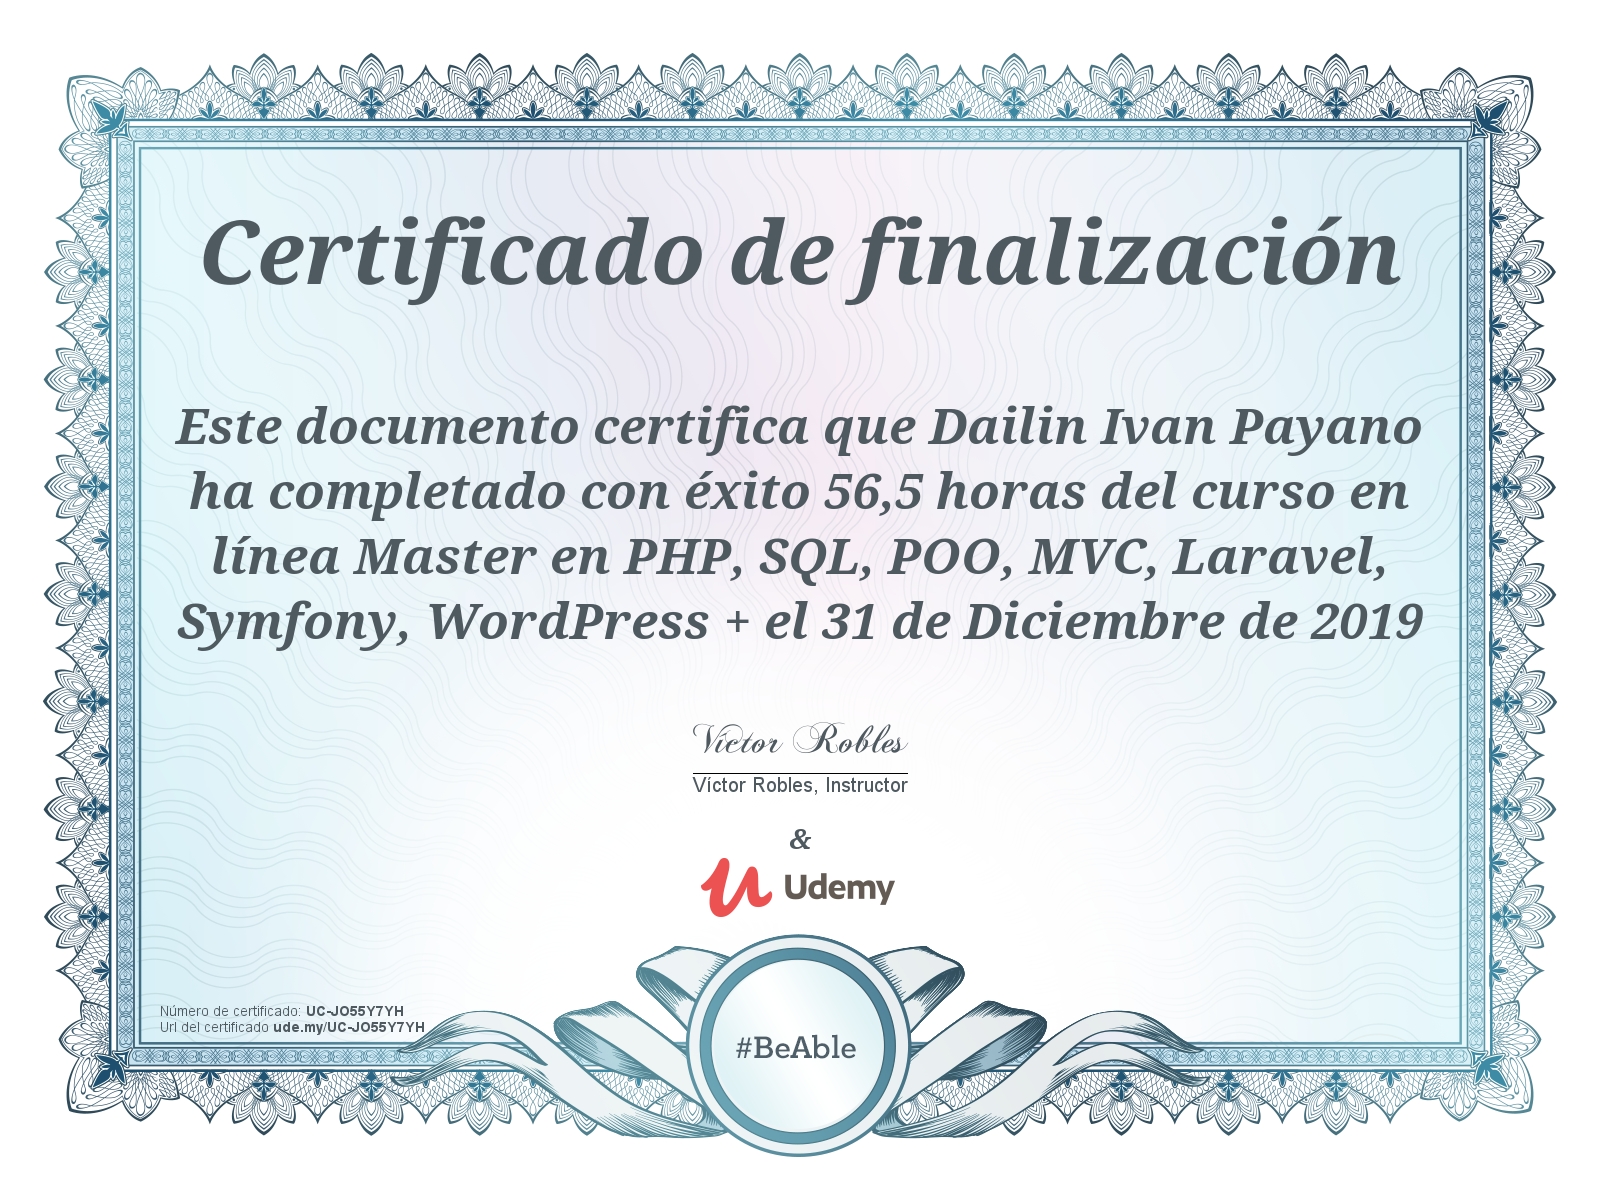 Certificado de finalización
Este documento certifica que Dailin Ivan Payano
ha completado con éxito 56,5 horas del curso en
línea Master en PHP, SQL, POO, MVC, Laravel,
Symfony, WordPress + el 31 de Diciembre de 2019
Víctor Robles
Víctor Robles, Instructor
&
Udemy
Número de certificado: UC-JO55Y7YH
Url del certificado ude.my/UC-JO55Y7YH
#BeAble